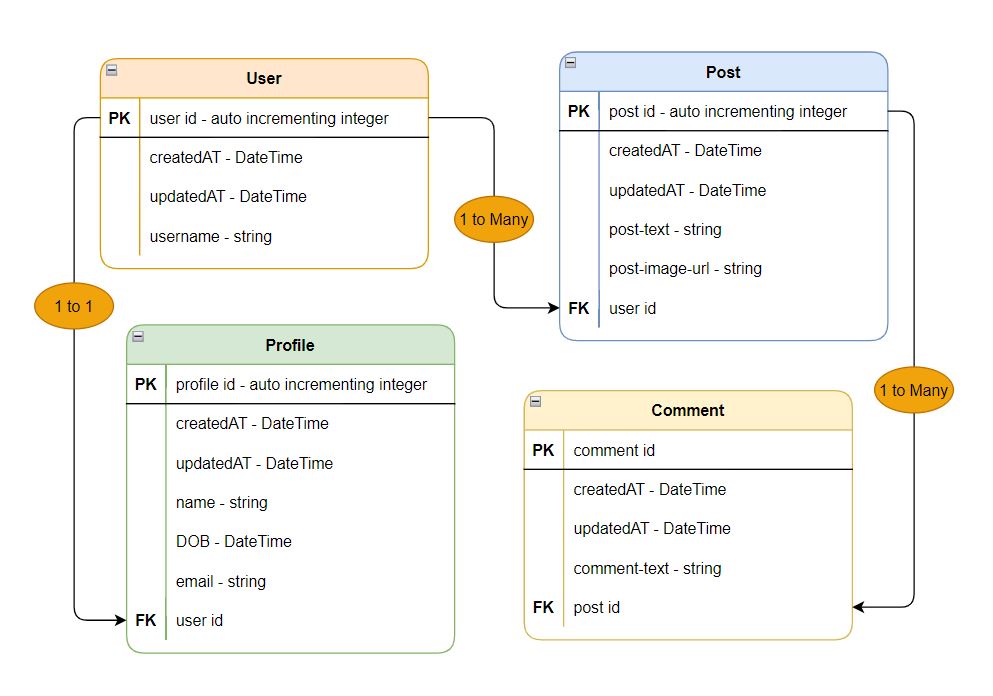 User
PK user id - auto incrementing integer
createdAT - DateTime
updatedAT - DateTime
username - string
1 to Many
1 to 1
Post
PK post id - auto incrementing integer
createdAT - DateTime
updatedAT - DateTime
post-text - string
post-image-url - string
FK user id
1 to Many
Profile
PK profile id - auto incrementing integer
createdAT - DateTime
updatedAT - DateTime
name - string
DOB - DateTime
email - string
FK user id
Comment
PK comment id
createdAT - DateTime
updatedAT - DateTime
comment-text - string
FK post id